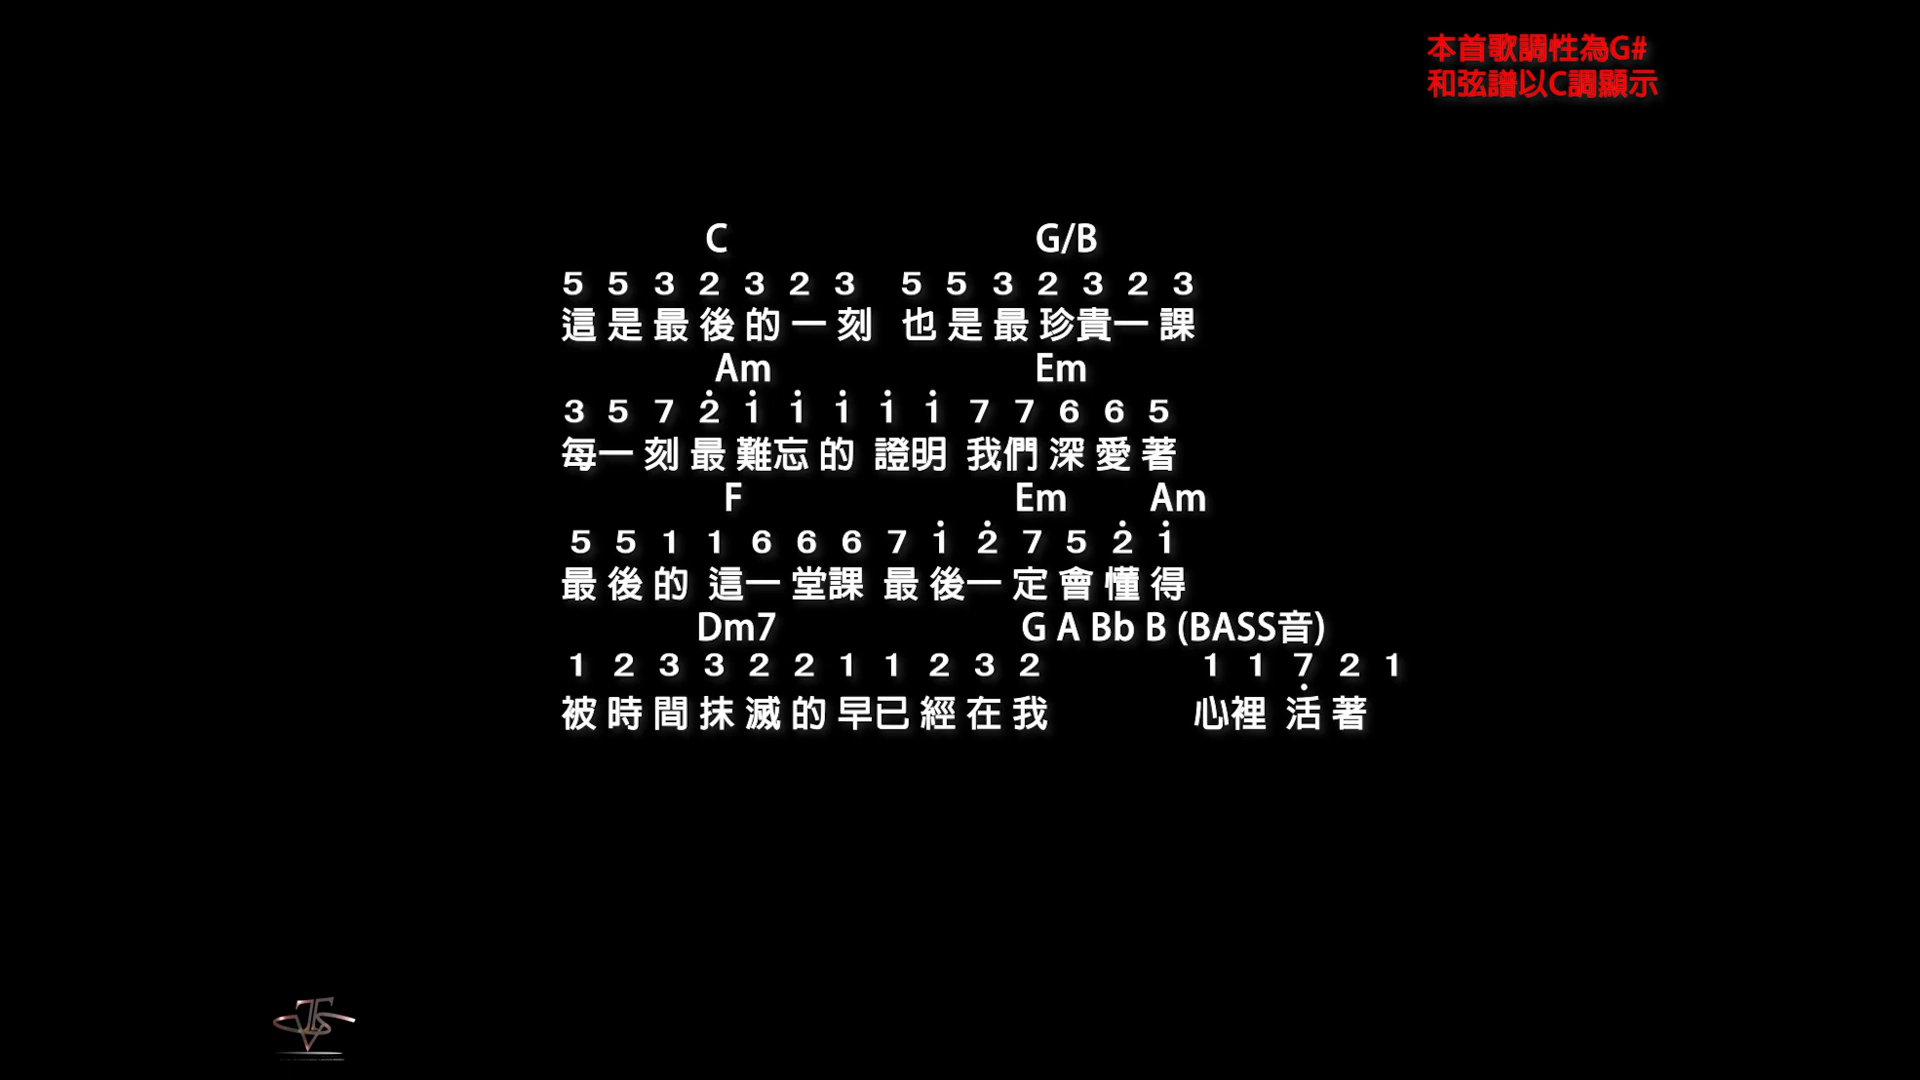 本首歌調性為G#
和弦譜以C調顯示
C G/B
5 5 3 2 3 2 3 5 5 3 2 3 2 3
這是最後的一刻 也是最珍貴一課
Am Em
3 5 7 2̇ 1̇ 1̇ 1̇ 1̇ 1̇ 7 7 6 6 5
每一刻最難忘的 證明 我們深愛著
F Em Am
5 5 1 1 6 6 6 7 1̇ 2̇ 7 5 2̇ 1̇
最後的 這一堂課 最後一定會懂得
Dm7 G A Bb B (BASS音)
1 2 3 3 2 2 1 1 2 3 2 1 1 7̣ 2 1
被時間抹滅的早已經在我 心裡 活著